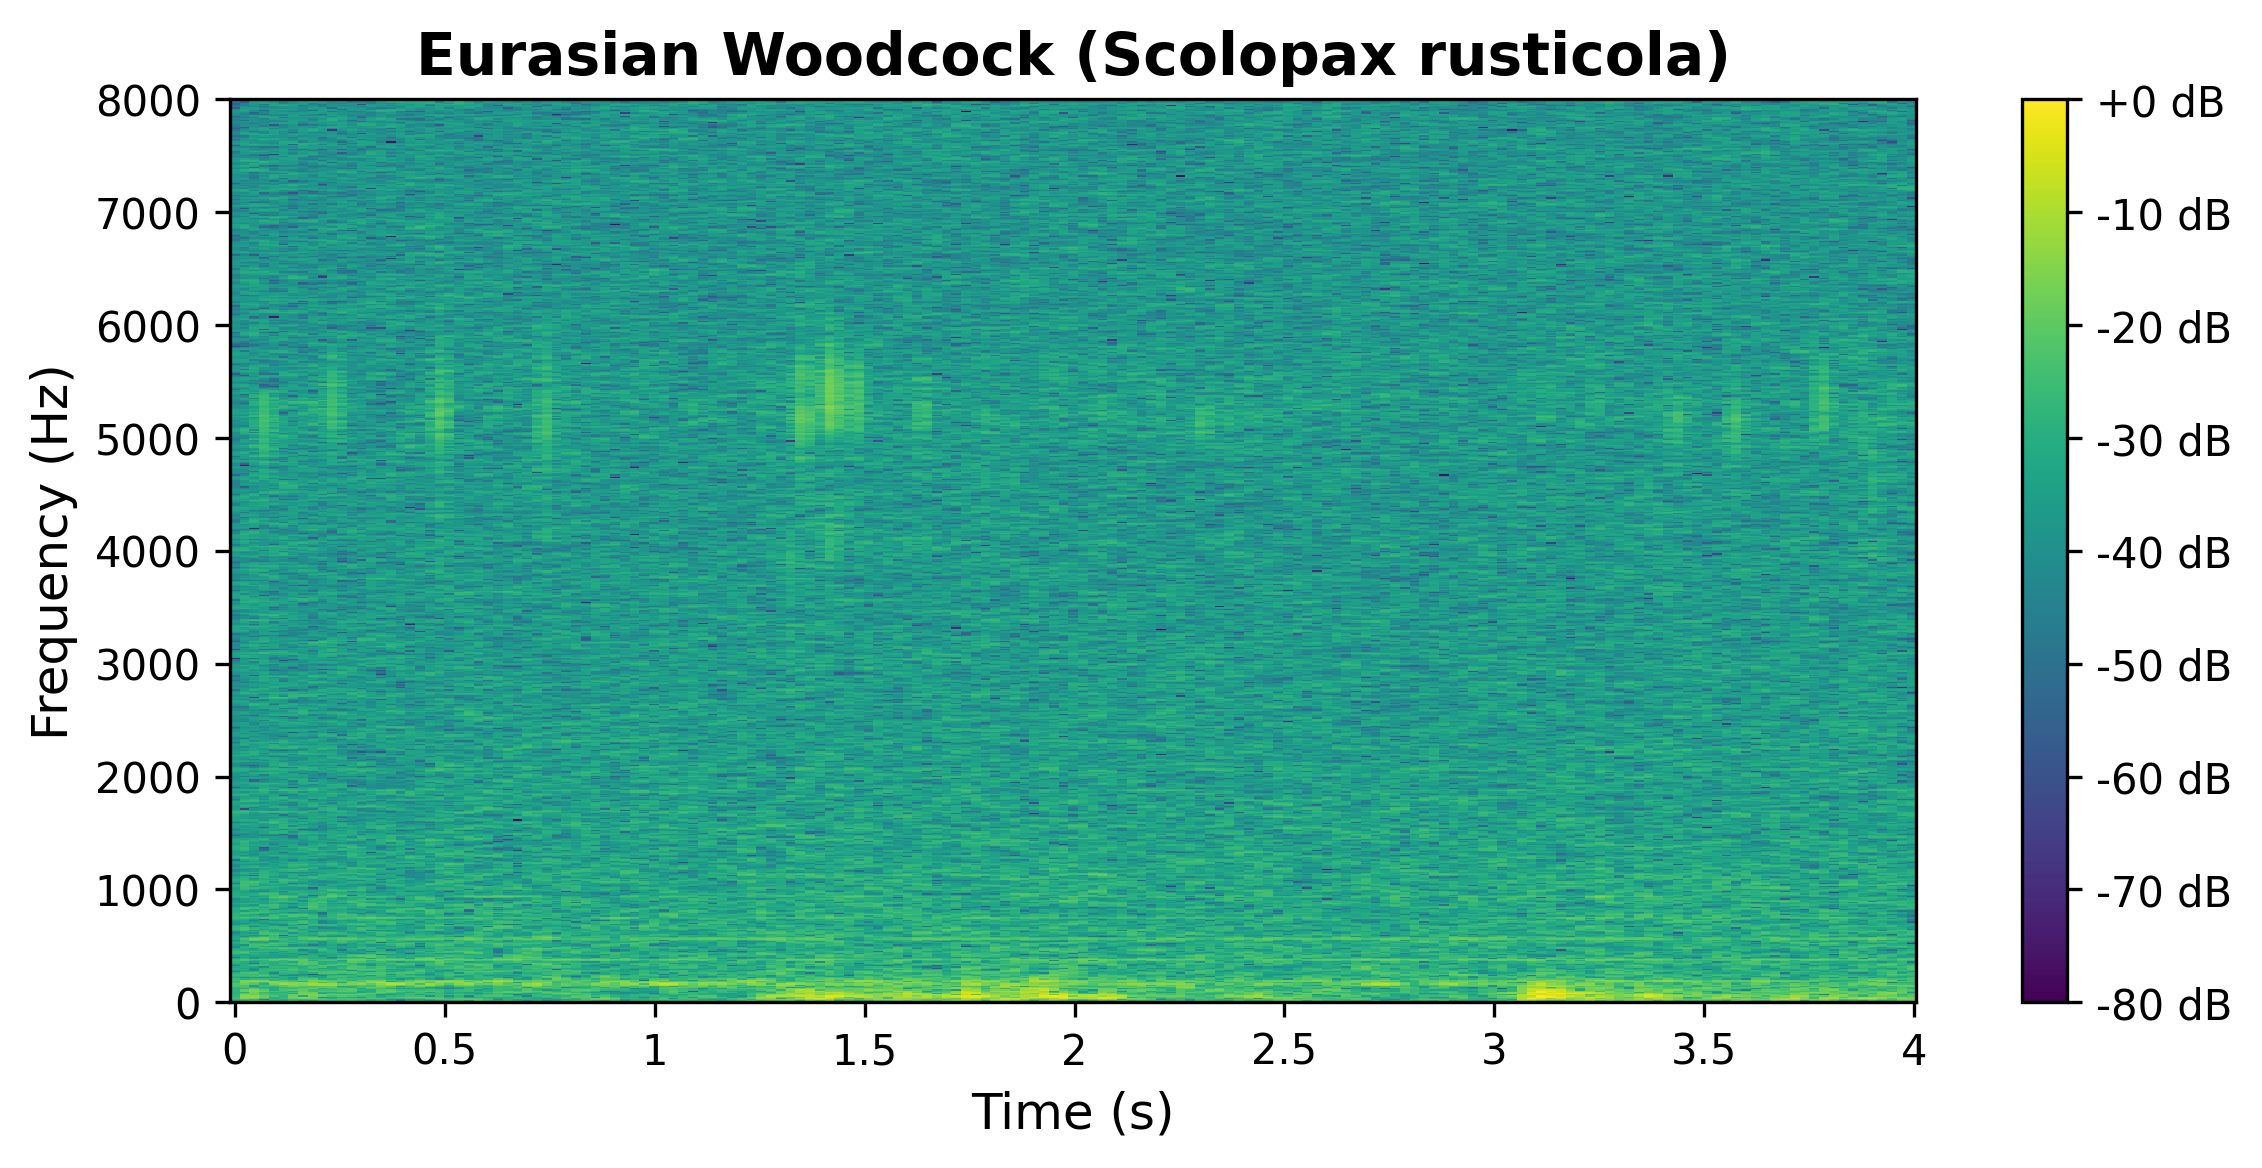 Eurasian Woodcock (Scolopax rusticola)
8000
7000
6000
5000
4000
3000
2000
1000
0
Frequency (Hz)
0 0.5 1 1.5 2 2.5 3 3.5 4
Time (s)
+0 dB
-10 dB
-20 dB
-30 dB
-40 dB
-50 dB
-60 dB
-70 dB
-80 dB